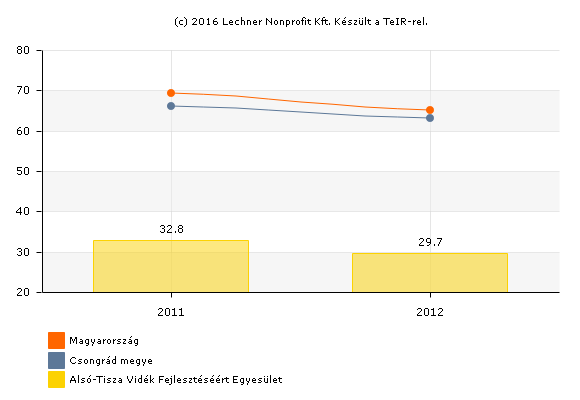 (c) 2016 Lechner Nonprofit Kft. Készült a TeIR-rel.
80
70
60
50
40
30
20
32.8
29.7
2011
2012
Magyarország
Csongrád megye
Alsó-Tisza Vidék Fejlesztéséért Egyesület